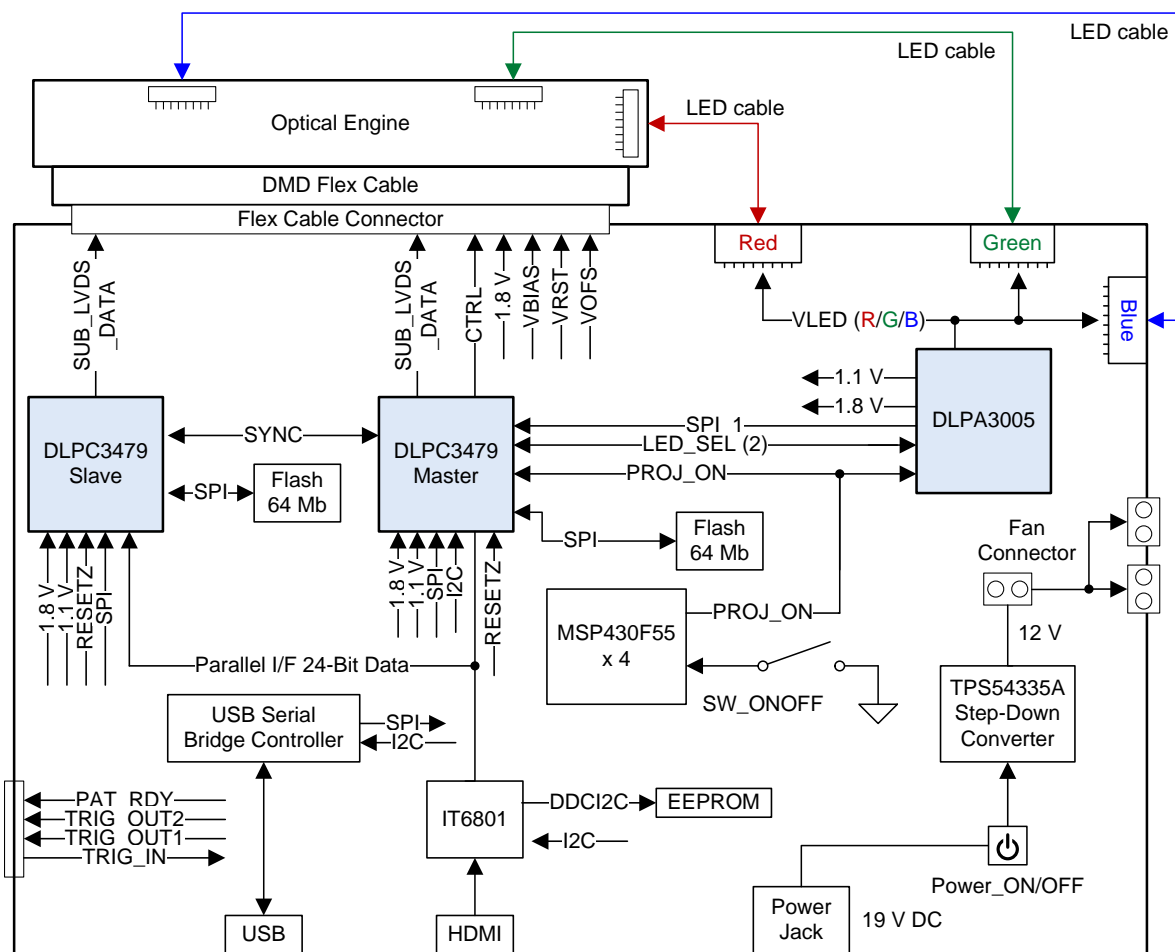 LED cable
LED cable
LED cable
Optical Engine
DMD Flex Cable
Flex Cable Connector
Red
Green
Blue
SUB_LVDS
_DATA
SUB_LVDS
_DATA
CTRL
1.8 V
VBIAS
VRST
VOFS
VLED (R/G/B)
1.1 V
1.8 V
DLPA3005
DLPC3479
Slave
SYNC
DLPC3479
Master
SPI_1
LED_SEL (2)
PROJ_ON
SPI
Flash
64 Mb
SPI
Flash
64 Mb
Fan
Connector
1.8 V
1.1 V
RESETZ
SPI
1.8 V
1.1 V
SPI
I2C
RESETZ
MSP430F55
x 4
PROJ_ON
12 V
Parallel I/F 24-Bit Data
SW_ONOFF
TPS54335A
Step-Down
Converter
USB Serial
Bridge Controller
SPI
I2C
PAT_RDY
TRIG_OUT2
TRIG_OUT1
TRIG_IN
IT6801
DDCI2C
EEPROM
I2C
Power_ON/OFF
USB
HDMI
Power
Jack
19 V DC